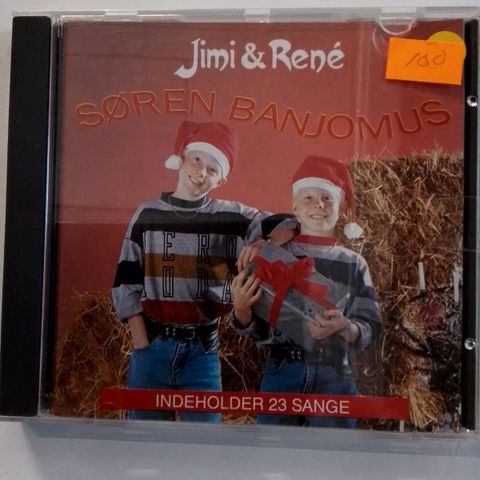 Jimi & René
100
SØREN BANJOMUS
INDEHOLDER 23 SANGE